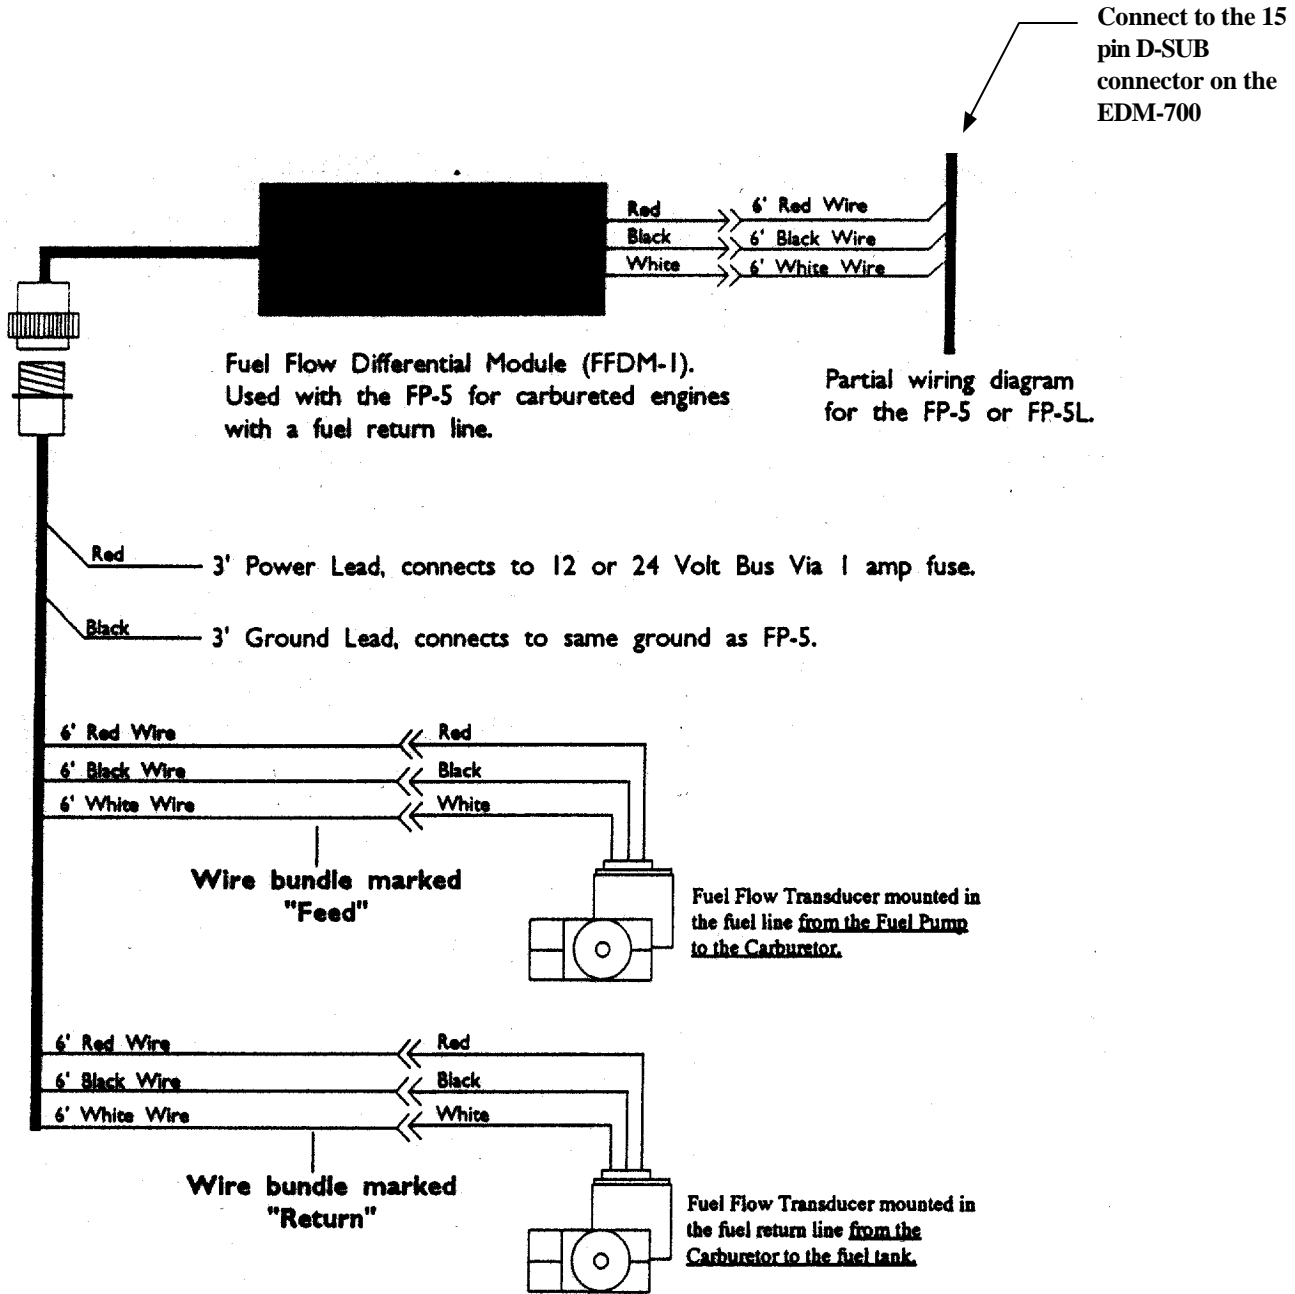 Connect to the 15
pin D-SUB
connector on the
EDM-700
Red
6' Red Wire
Black
6' Black Wire
White
6' White Wire
Fuel Flow Differential Module (FFDM-1).
Used with the FP-5 for carbureted engines
with a fuel return line.
Partial wiring diagram
for the FP-5 or FP-5L.
Red
3' Power Lead, connects to 12 or 24 Volt Bus Via 1 amp fuse.
Black
3' Ground Lead, connects to same ground as FP-5.
6' Red Wire
Red
6' Black Wire
Black
6' White Wire
White
Wire bundle marked
"Feed"
Fuel Flow Transducer mounted in
the fuel line from the Fuel Pump
to the Carburetor.
6' Red Wire
Red
6' Black Wire
Black
6' White Wire
White
Wire bundle marked
"Return"
Fuel Flow Transducer mounted in
the fuel return line from the
Carburetor to the fuel tank.